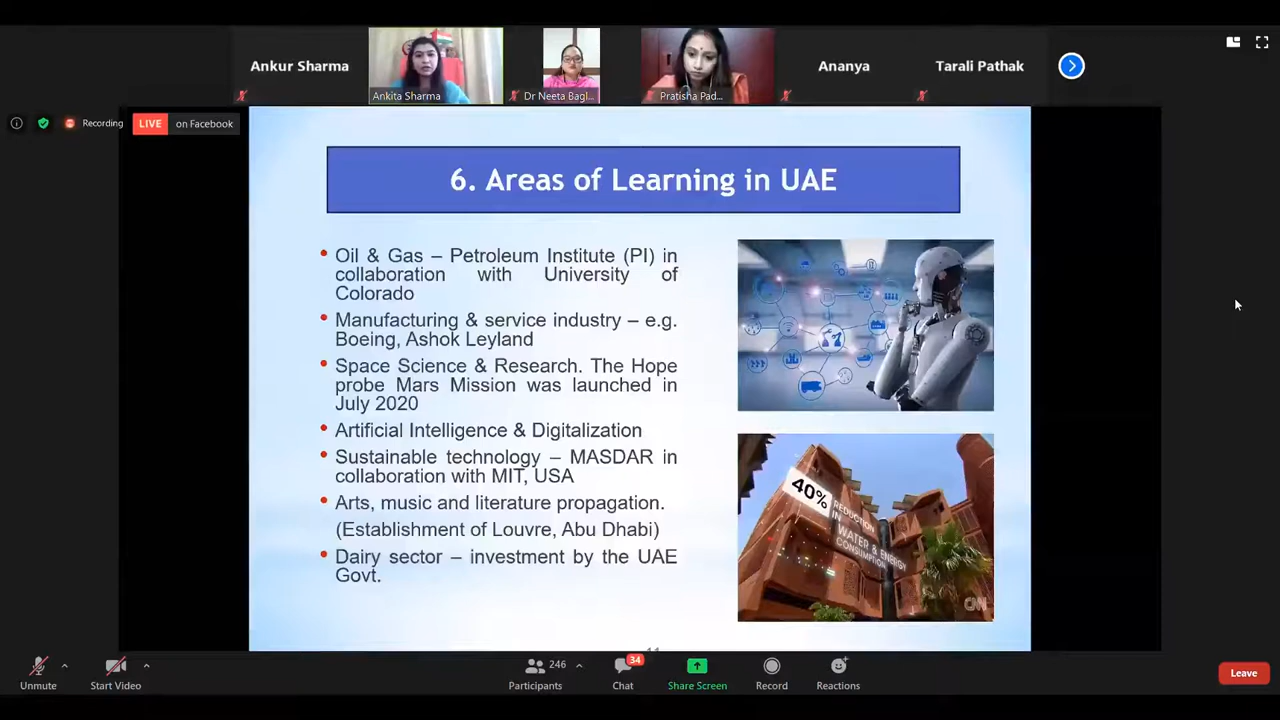 Ankur Sharma
Ananya
Tarali Pathak
Ankita Sharma
Dr Neeta Bagl...
Pratisha Pad...
Recording
LIVE on Facebook
6. Areas of Learning in UAE
• Oil & Gas – Petroleum Institute (PI) in
collaboration with University of
Colorado
• Manufacturing & service industry – e.g.
Boeing, Ashok Leyland
• Space Science & Research. The Hope
probe Mars Mission was launched in
July 2020
• Artificial Intelligence & Digitalization
• Sustainable technology – MASDAR in
collaboration with MIT, USA
• Arts, music and literature propagation.
(Establishment of Louvre, Abu Dhabi)
• Dairy sector – investment by the UAE
Govt.
40%
REDUCTION
IN
WATER & ENERGY
CONSUMPTION
CNN
Unmute
Start Video
246
Participants
34
Chat
Share Screen
Record
Reactions
Leave